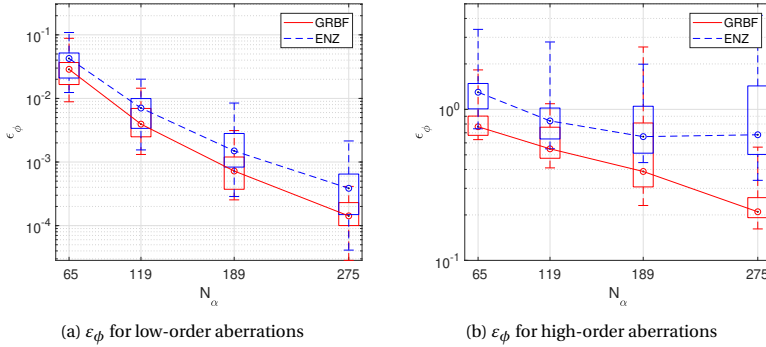 GRBF
ENZ
10^-1
10^-2
10^-3
10^-4
ϵ_ϕ
65 119 189 275
N_α
(a) ε_ϕ for low-order aberrations
GRBF
ENZ
10^0
10^-1
ϵ_ϕ
65 119 189 275
N_α
(b) ε_ϕ for high-order aberrations